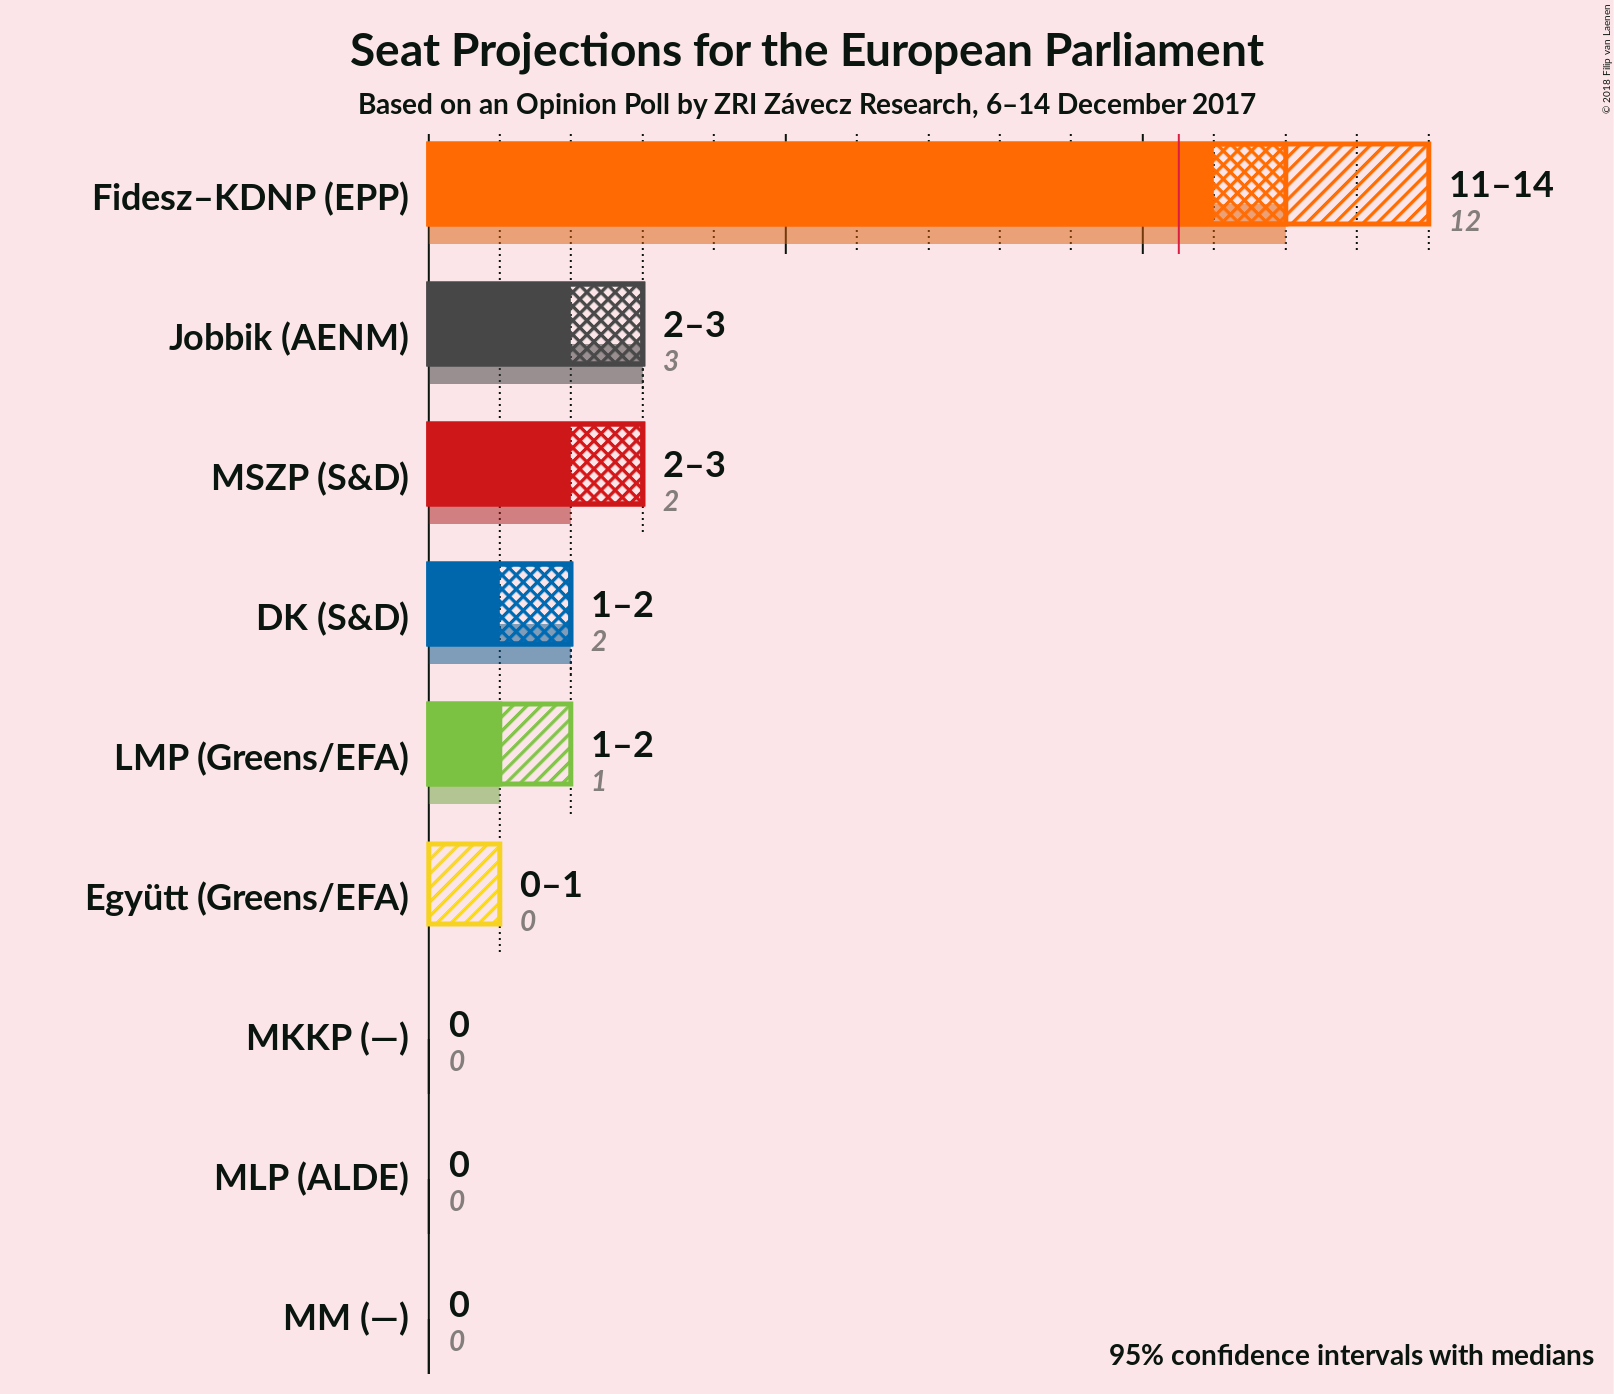 Seat Projections for the European Parliament
Based on an Opinion Poll by ZRI Závecz Research, 6–14 December 2017
© 2018 Filip van Laenen
Fidesz–KDNP (EPP)
11–14
12
Jobbik (AENM)
2–3
3
MSZP (S&D)
2–3
2
DK (S&D)
1–2
2
LMP (Greens/EFA)
1–2
1
Együtt (Greens/EFA)
0–1
0
MKKP (—)
0
0
MLP (ALDE)
0
0
MM (—)
0
0
95% confidence intervals with medians